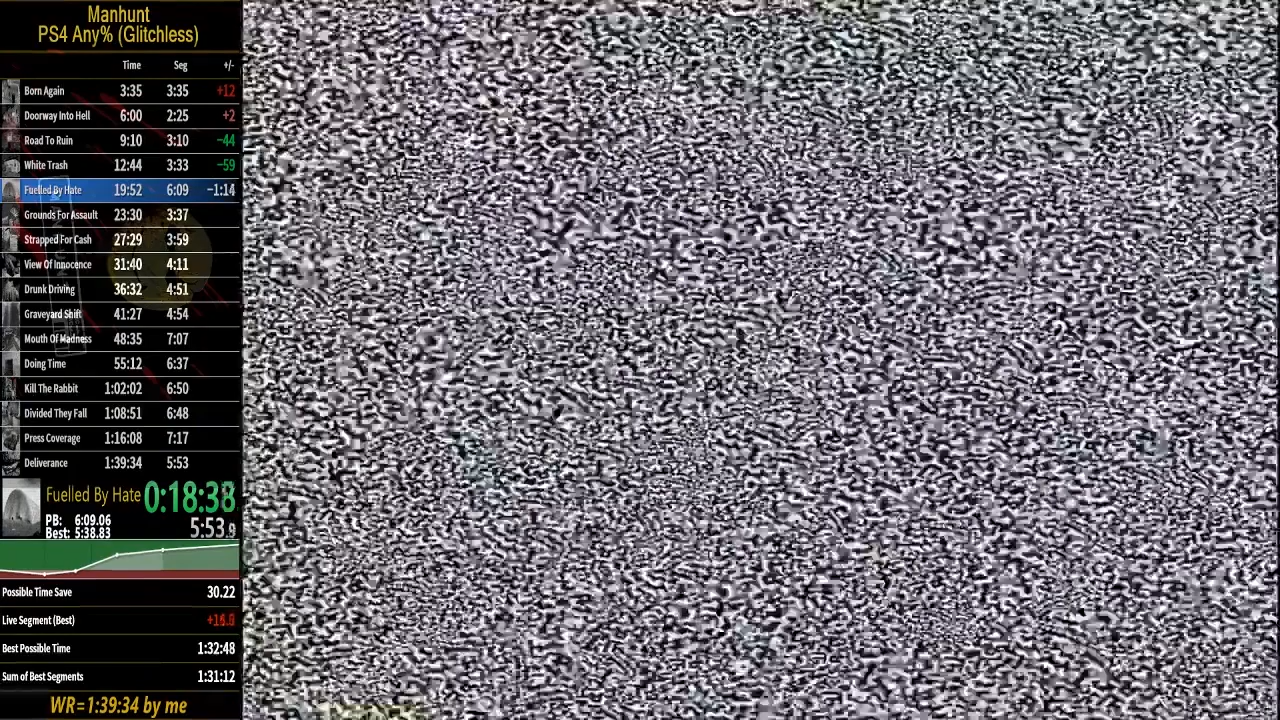 Manhunt
PS4 Any% (Glitchless)
Time Seg +/-
Born Again 3:35 3:35 +12
Doorway Into Hell 6:00 2:25 +2
Road To Ruin 9:10 3:10 −44
White Trash 12:44 3:33 −59
Fuelled By Hate 19:52 6:09 −1:14
Grounds For Assault 23:30 3:37
Strapped For Cash 27:29 3:59
View Of Innocence 31:40 4:11
Drunk Driving 36:32 4:51
Graveyard Shift 41:27 4:54
Mouth Of Madness 48:35 7:07
Doing Time 55:12 6:37
Kill The Rabbit 1:02:02 6:50
Divided They Fall 1:08:51 6:48
Press Coverage 1:16:08 7:17
Deliverance 1:39:34 5:53
Fuelled By Hate 0:18:38
PB: 6:09.06
Best: 5:38.83 5:53.9
Possible Time Save 30.22
Live Segment (Best)
Best Possible Time 1:32:48
Sum of Best Segments 1:31:12
WR=1:39:34 by me